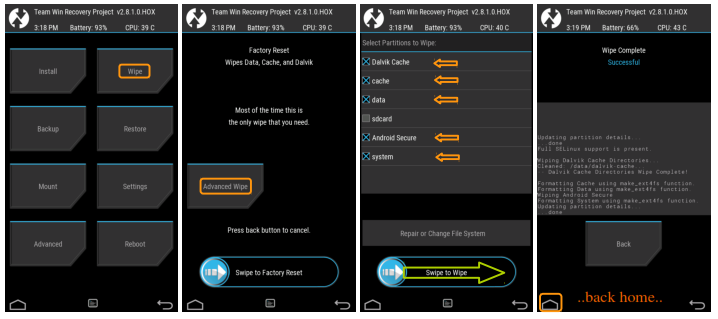 Team Win Recovery Project v2.8.1.0.HOX
3:18 PM Battery: 93% CPU: 39 C
Install
Wipe
Backup
Restore
Mount
Settings
Advanced
Reboot
Team Win Recovery Project v2.8.1.0.HOX
3:18 PM Battery: 93% CPU: 39 C
Factory Reset
Wipes Data, Cache, and Dalvik
Most of the time this is
the only wipe that you need.
Advanced Wipe
Press back button to cancel.
Swipe to Factory Reset
Team Win Recovery Project v2.8.1.0.HOX
3:18 PM Battery: 93% CPU: 40 C
Select Partitions to Wipe:
Dalvik Cache
cache
data
sdcard
Android Secure
system
Repair or Change File System
Swipe to Wipe
Team Win Recovery Project v2.8.1.0.HOX
3:19 PM Battery: 66% CPU: 43 C
Wipe Complete
Successful
Updating partition details...
done
Full SELinux support is present.
Wiping Dalvik Cache Directories...
Cleaned: /data/dalvik-cache...
Dalvik Cache Directories Wipe Complete!
Formatting Cache using make_ext4fs function.
Formatting Data using make_ext4fs function.
Wiping Android Secure
Formatting System using make_ext4fs function.
Updating partition details...
done
Back
..back home..